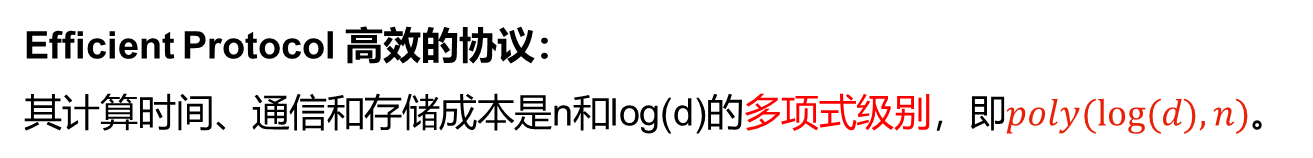 Efficient Protocol 高效的协议：
其计算时间、通信和存储成本是n和log(d)的多项式级别，即poly(log(d), n)。